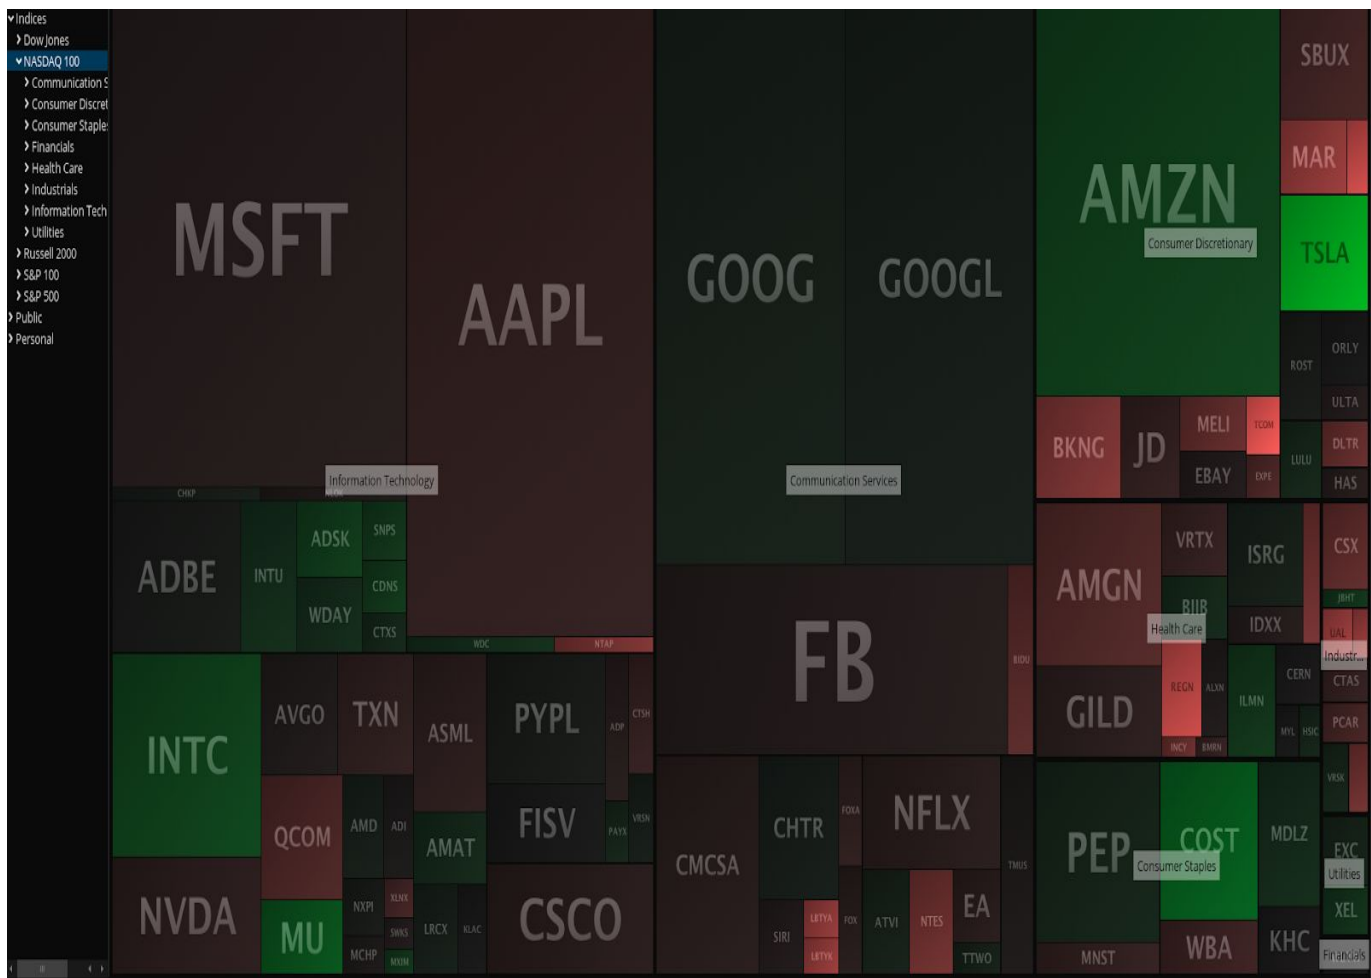 Indices
Dow Jones
NASDAQ 100
Communication S
Consumer Discret
Consumer Staple
Financials
Health Care
Industrials
Information Tech
Utilities
Russell 2000
S&P 100
S&P 500
Public
Personal
MSFT
AAPL
CHKP
Information Technology
ADBE
INTU
ADSK
WDAY
SNPS
CDNS
CTXS
WDC
NTAP
INTC
NVDA
AVGO
TXN
QCOM
MU
AMD
ADI
NXPI
MCHP
XLNX
SWKS
MXIM
ASML
AMAT
LRCX
KLAC
PYPL
FISV
ADP
CTSH
PAYX
VRSN
CSCO
GOOG
GOOGL
Communication Services
FB
BIDU
CMCSA
CHTR
SIRI
LBTYA
LBTYK
FOXA
FOX
NFLX
ATVI
NTES
EA
TTWO
TMUS
AMZN
Consumer Discretionary
SBUX
MAR
TSLA
ROST
ORLY
ULTA
LULU
DLTR
HAS
BKNG
JD
MELI
EBAY
TCOM
EXPE
AMGN
GILD
VRTX
BIIB
Health Care
REGN
ALXN
INCY
BMRN
ISRG
IDXX
ILMN
CERN
MYL
HSIC
CSX
JBHT
UAL
Industr...
CTAS
PCAR
VRSK
PEP
MNST
COST
Consumer Staples
WBA
MDLZ
KHC
EXC
Utilities
XEL
Financials